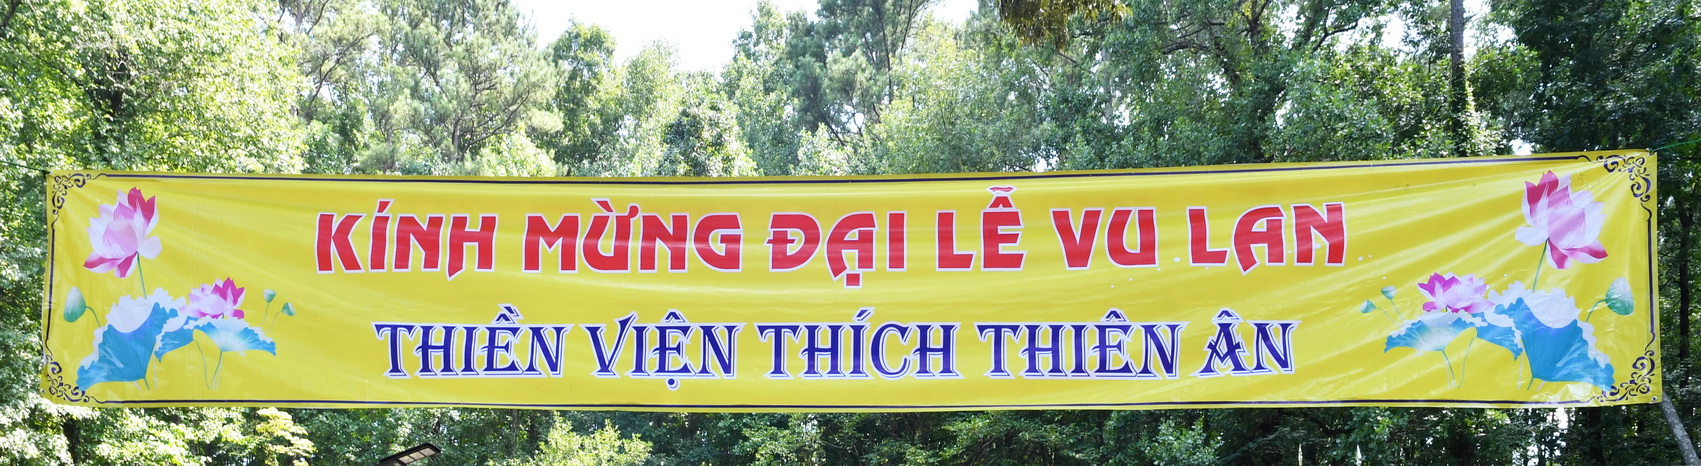 KÍNH MỪNG ĐẠI LỄ VU LAN
THIỀN VIỆN THÍCH THIÊN ÂN